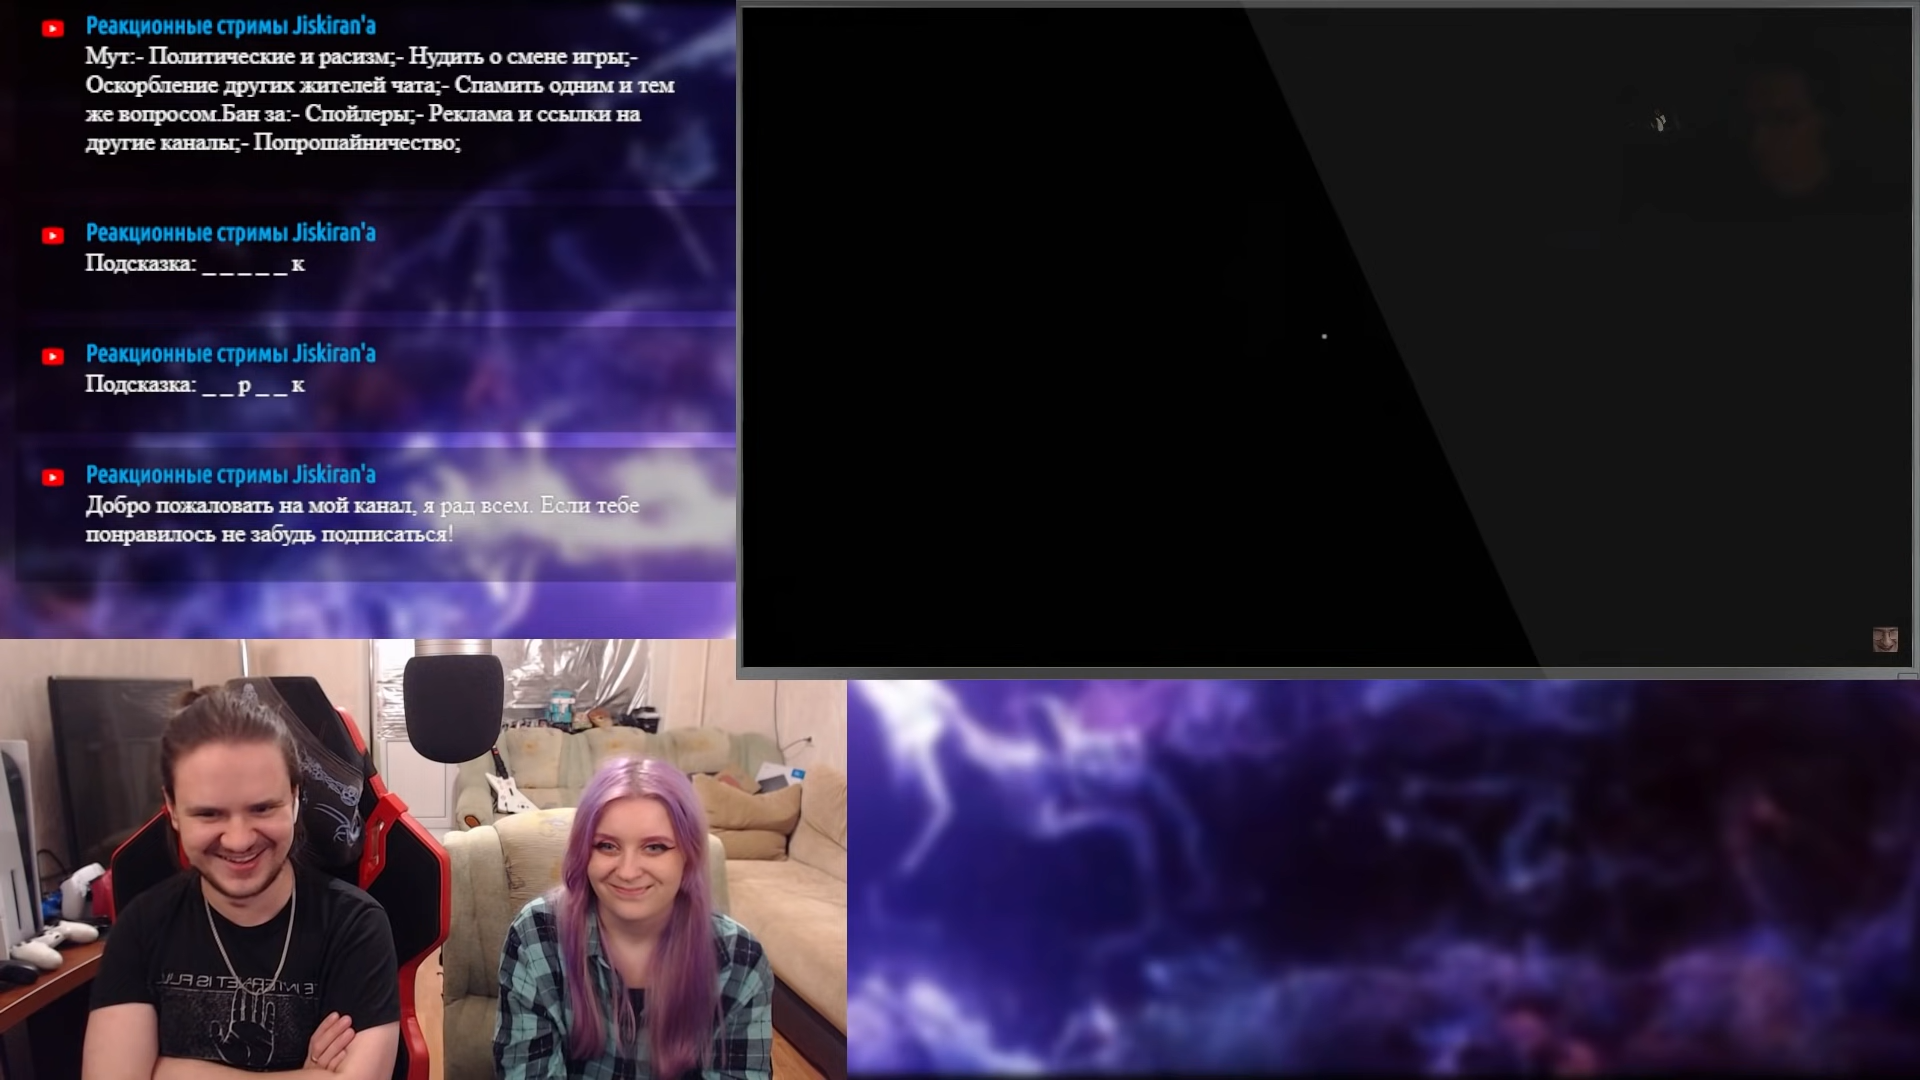 Реакционные стримы Jiskiran'a
Мут:- Политические и расизм;- Нудить о смене игры;-
Оскорбление других жителей чата;- Спамить одним и тем
же вопросом.Бан за:- Спойлеры;- Реклама и ссылки на
другие каналы;- Попрошайничество;
Реакционные стримы Jiskiran'a
Подсказка: _ _ _ _ _ к
Реакционные стримы Jiskiran'a
Подсказка: _ _ р _ _ к
Реакционные стримы Jiskiran'a
Добро пожаловать на мой канал, я рад всем. Если тебе
понравилось не забудь подписаться!